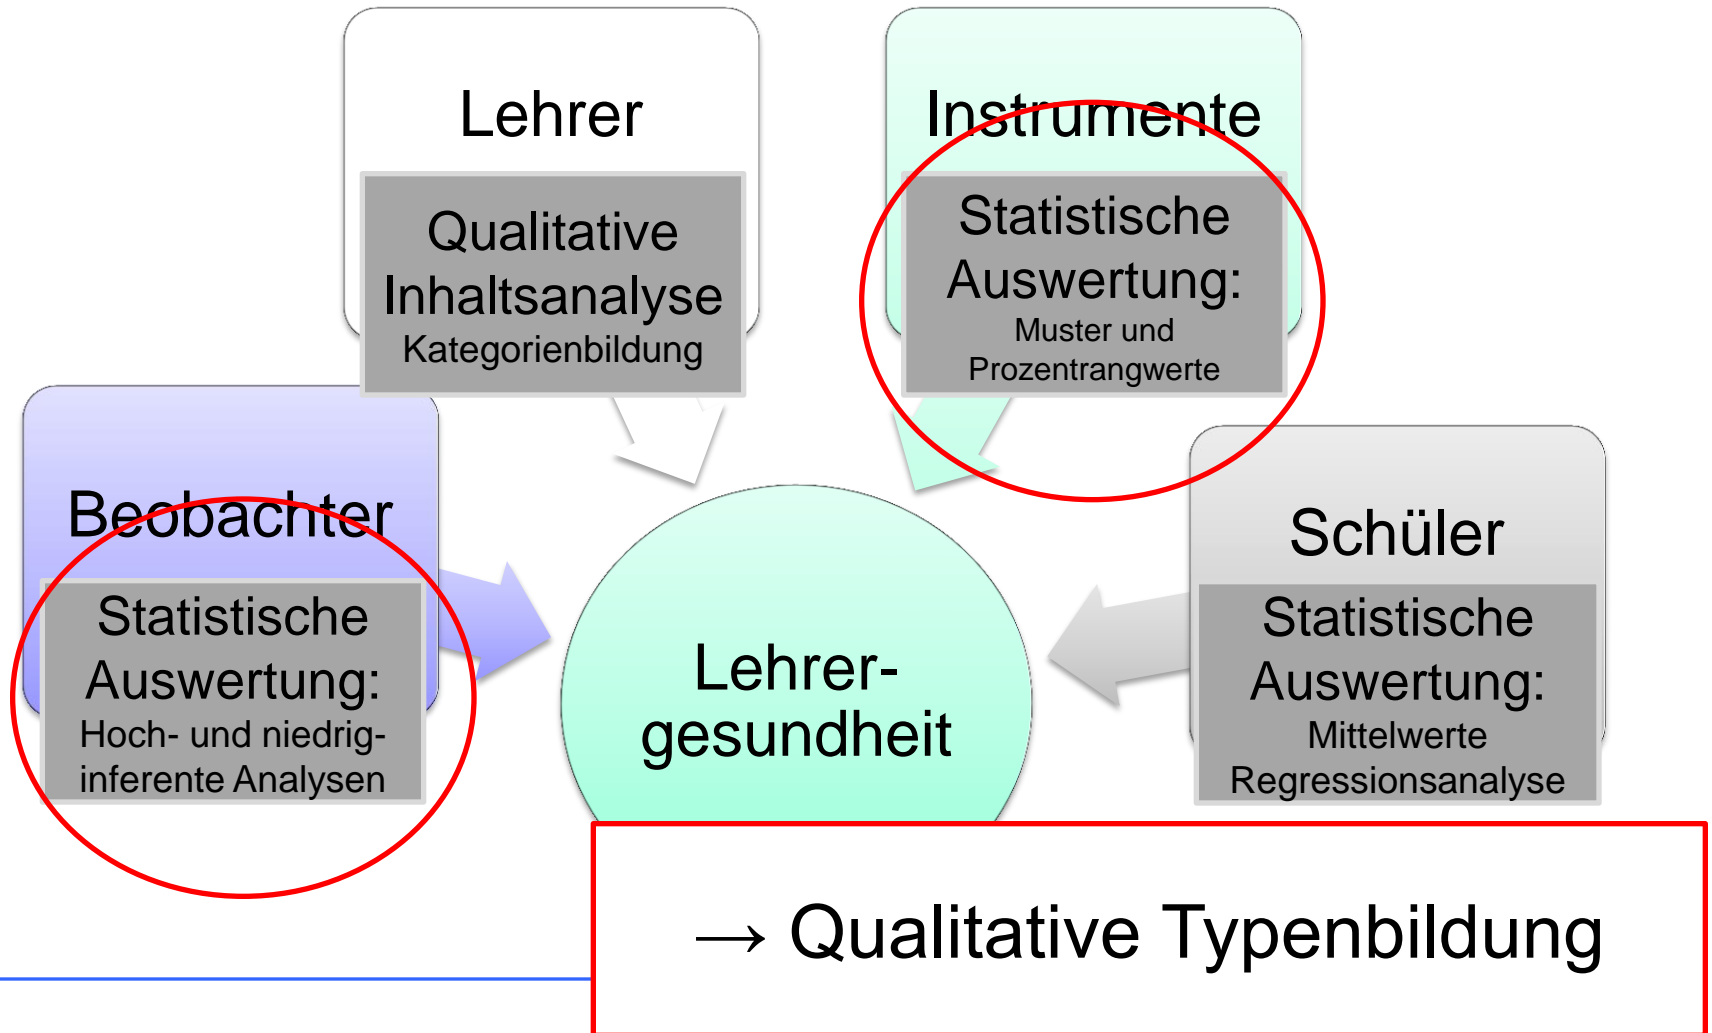 Lehrer
Qualitative
Inhaltsanalyse
Kategorienbildung
Instrumente
Statistische
Auswertung:
Muster und
Prozentrangwerte
Beobachter
Statistische
Auswertung:
Hoch- und niedrig-
inferente Analysen
Lehrer-
gesundheit
Schüler
Statistische
Auswertung:
Mittelwerte
Regressionsanalyse
→ Qualitative Typenbildung